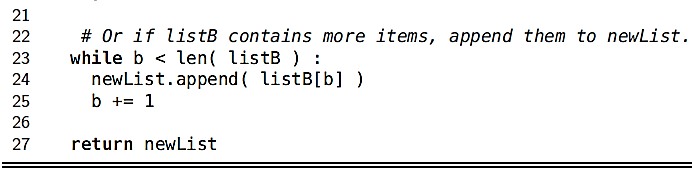 21
22 # Or if listB contains more items, append them to newList.
23 while b < len( listB ) :
24 newList.append( listB[b] )
25 b += 1
26
27 return newList